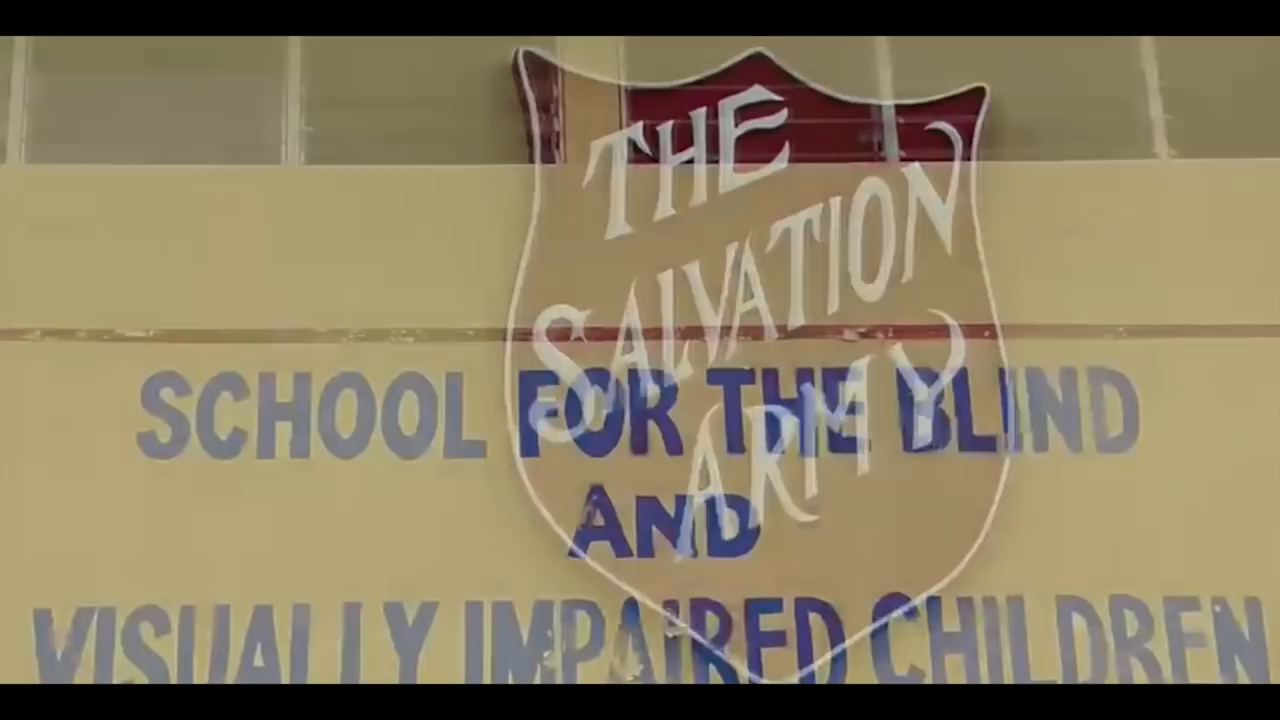 THE
SALVATION
ARMY
SCHOOL FOR THE BLIND
AND
VISUALLY IMPAIRED CHILDREN